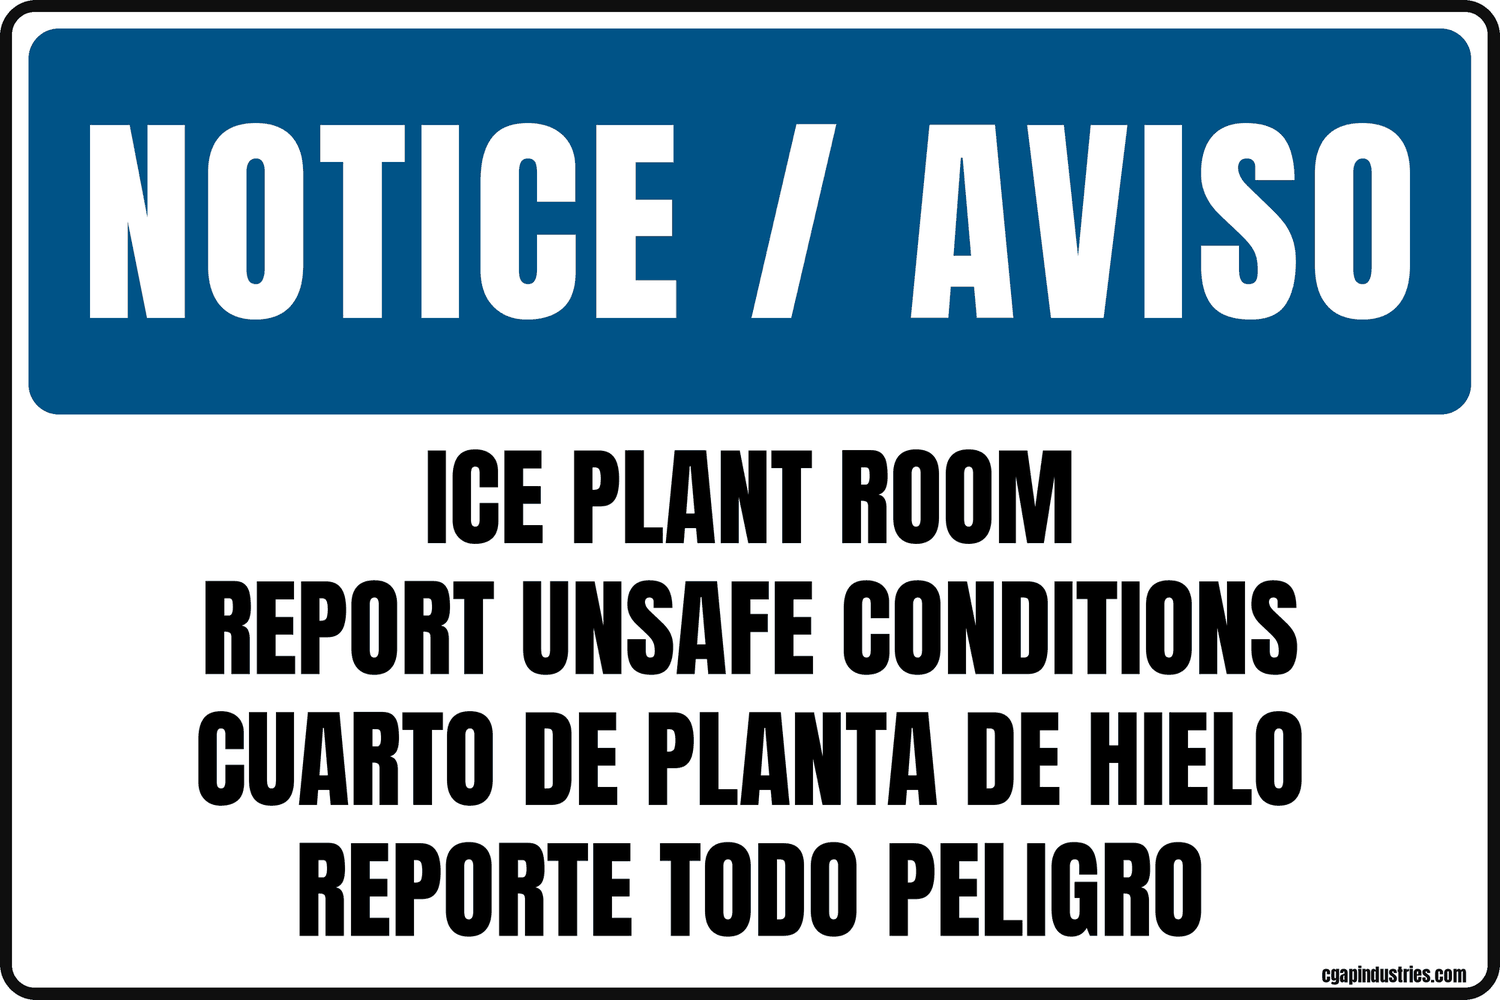 NOTICE / AVISO
ICE PLANT ROOM
REPORT UNSAFE CONDITIONS
CUARTO DE PLANTA DE HIELO
REPORTE TODO PELIGRO
cgapindustries.com